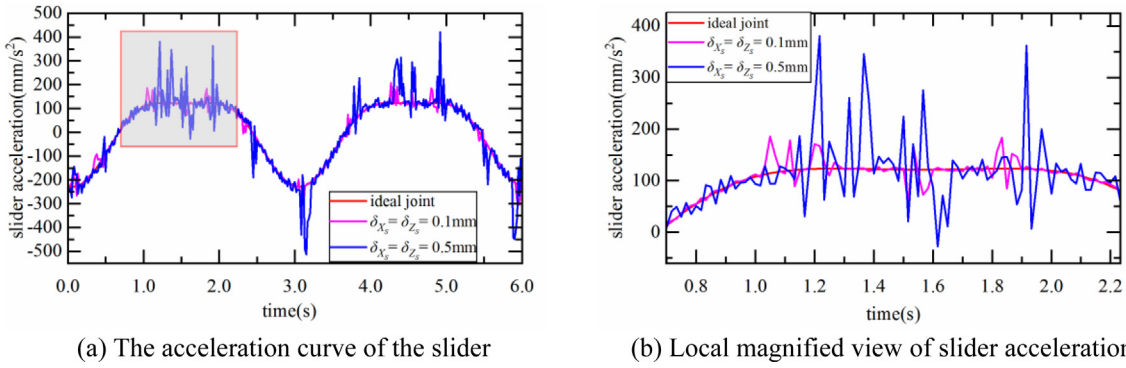 500
400
300
200
100
0
-100
-200
-300
-400
-500
slider acceleration(mm/s²)
ideal joint
δXs = δZs = 0.1mm
δXs = δZs = 0.5mm
0.0 1.0 2.0 3.0 4.0 5.0 6.0
time(s)
(a) The acceleration curve of the slider
400
300
200
100
0
slider acceleration(mm/s²)
ideal joint
δXs = δZs = 0.1mm
δXs = δZs = 0.5mm
0.8 1.0 1.2 1.4 1.6 1.8 2.0 2.2
time(s)
(b) Local magnified view of slider acceleration